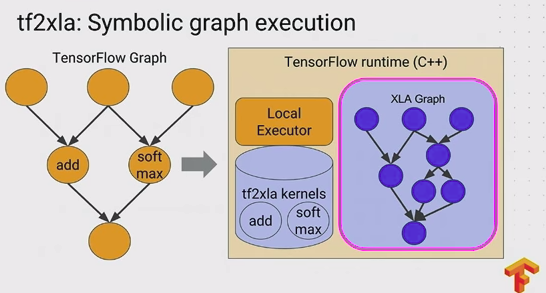 tf2xla: Symbolic graph execution
TensorFlow Graph
add
soft
max
TensorFlow runtime (C++)
Local
Executor
tf2xla kernels
add
soft
max
XLA Graph